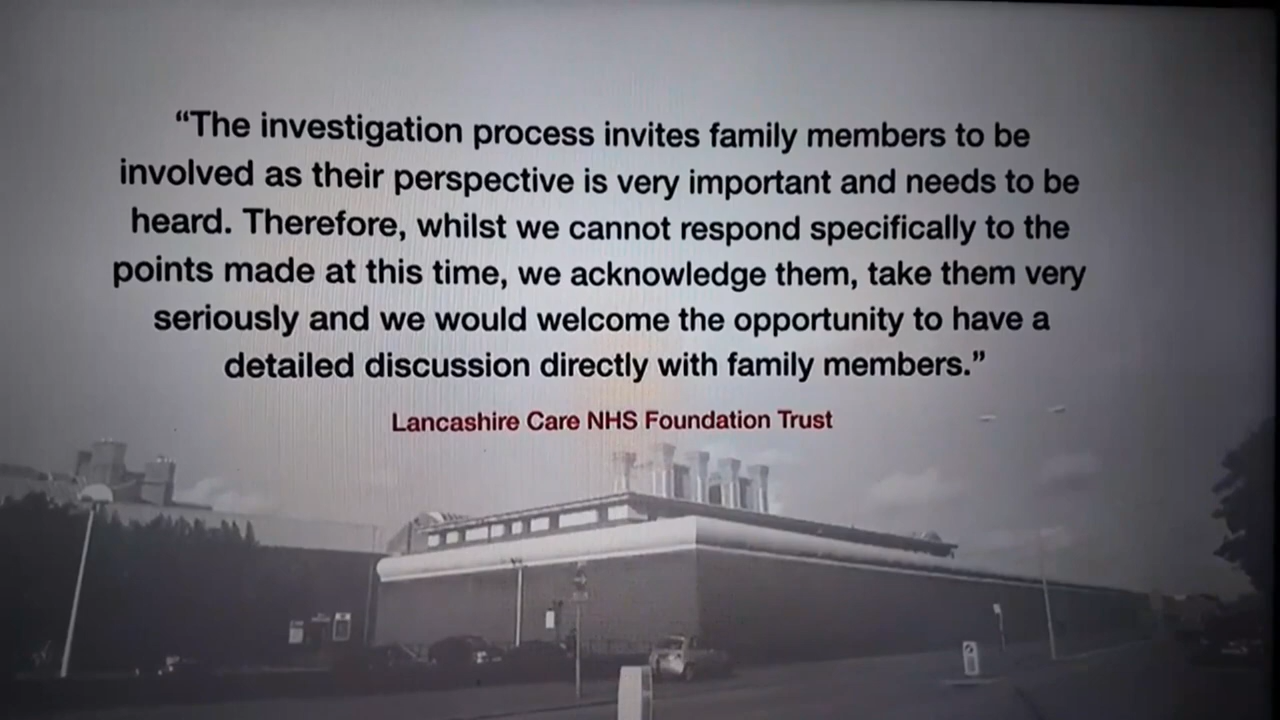 “The investigation process invites family members to be
involved as their perspective is very important and needs to be
heard. Therefore, whilst we cannot respond specifically to the
points made at this time, we acknowledge them, take them very
seriously and we would welcome the opportunity to have a
detailed discussion directly with family members.”
Lancashire Care NHS Foundation Trust